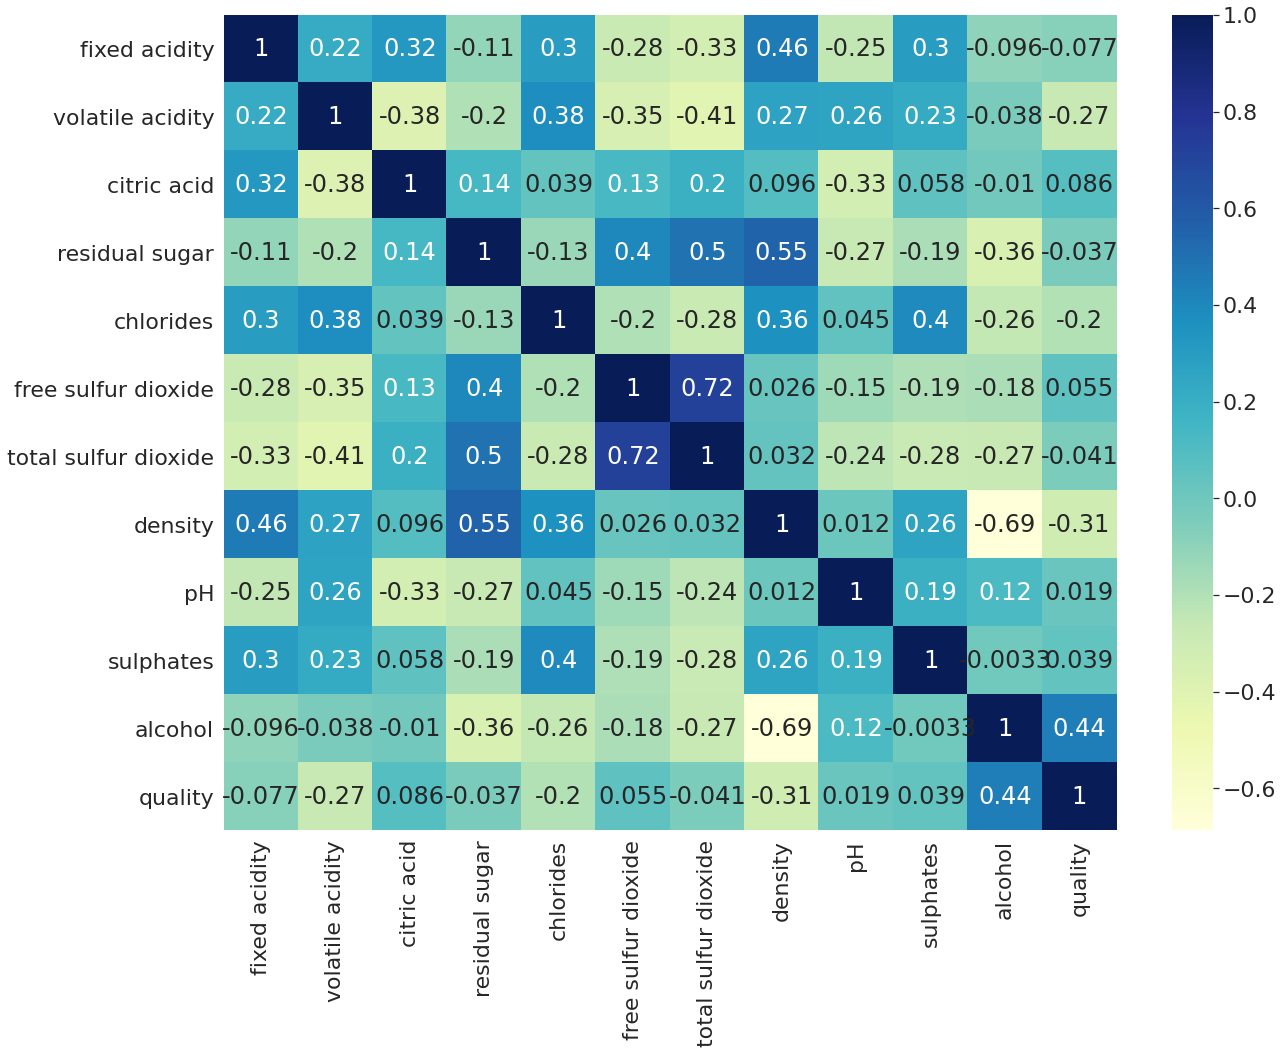 fixed acidity 1 0.22 0.32 -0.11 0.3 -0.28 -0.33 0.46 -0.25 0.3 -0.096 -0.077
volatile acidity 0.22 1 -0.38 -0.2 0.38 -0.35 -0.41 0.27 0.26 0.23 -0.038 -0.27
citric acid 0.32 -0.38 1 0.14 0.039 0.13 0.2 0.096 -0.33 0.058 -0.01 0.086
residual sugar -0.11 -0.2 0.14 1 -0.13 0.4 0.5 0.55 -0.27 -0.19 -0.36 -0.037
chlorides 0.3 0.38 0.039 -0.13 1 -0.2 -0.28 0.36 0.045 0.4 -0.26 -0.2
free sulfur dioxide -0.28 -0.35 0.13 0.4 -0.2 1 0.72 0.026 -0.15 -0.19 -0.18 0.055
total sulfur dioxide -0.33 -0.41 0.2 0.5 -0.28 0.72 1 0.032 -0.24 -0.28 -0.27 -0.041
density 0.46 0.27 0.096 0.55 0.36 0.026 0.032 1 0.012 0.26 -0.69 -0.31
pH -0.25 0.26 -0.33 -0.27 0.045 -0.15 -0.24 0.012 1 0.19 0.12 0.019
sulphates 0.3 0.23 0.058 -0.19 0.4 -0.19 -0.28 0.26 0.19 1 -0.0033 0.039
alcohol -0.096 -0.038 -0.01 -0.36 -0.26 -0.18 -0.27 -0.69 0.12 -0.0033 1 0.44
quality -0.077 -0.27 0.086 -0.037 -0.2 0.055 -0.041 -0.31 0.019 0.039 0.44 1
fixed acidity
volatile acidity
citric acid
residual sugar
chlorides
free sulfur dioxide
total sulfur dioxide
density
pH
sulphates
alcohol
quality
1.0
0.8
0.6
0.4
0.2
0.0
−0.2
−0.4
−0.6